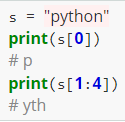 s = "python"
print(s[0])
# p
print(s[1:4])
# yth